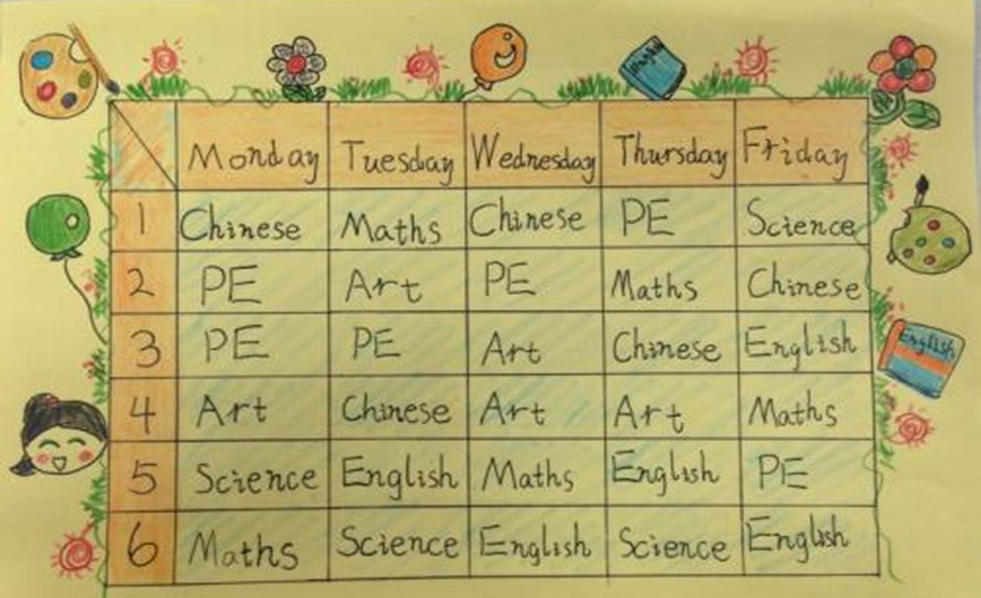 Monday Tuesday Wednesday Thursday Friday
1 Chinese Maths Chinese PE Science
2 PE Art PE Maths Chinese
3 PE PE Art Chinese English
4 Art Chinese Art Art Maths
5 Science English Maths English PE
6 Maths Science English Science English
English